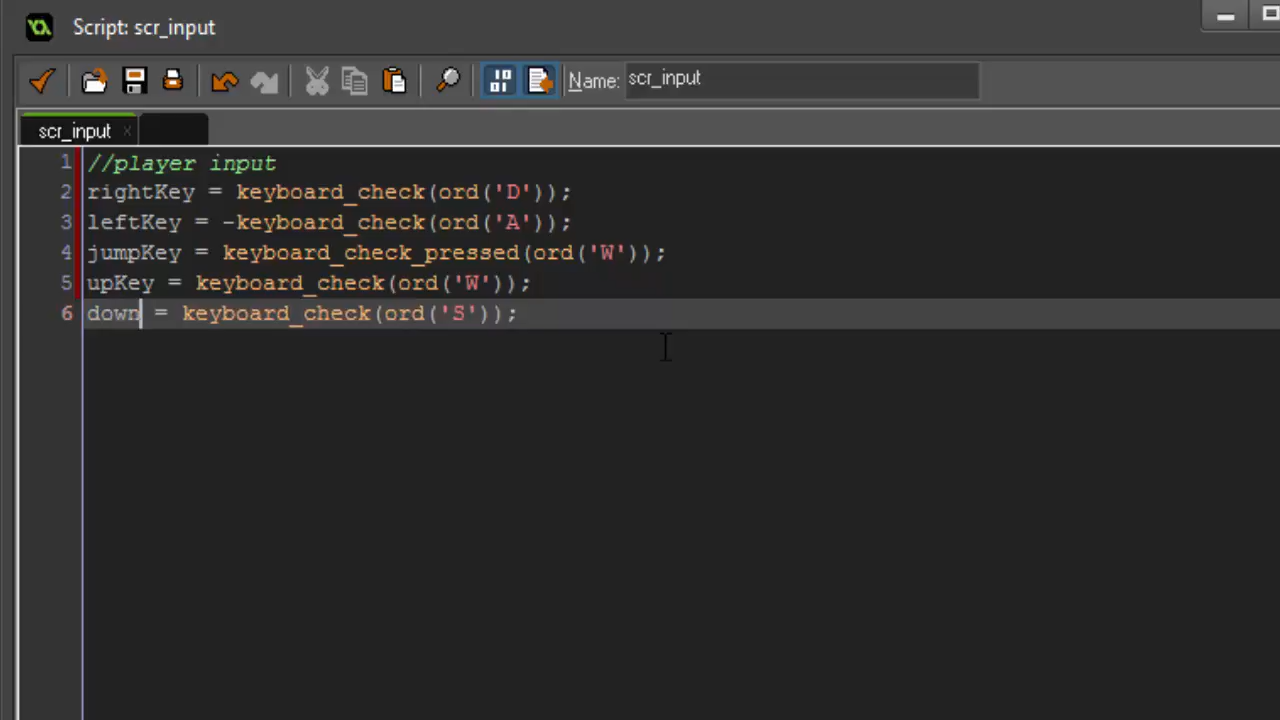 Script: scr_input
Name: scr_input
scr_input x
1 //player input
2 rightKey = keyboard_check(ord('D'));
3 leftKey = -keyboard_check(ord('A'));
4 jumpKey = keyboard_check_pressed(ord('W'));
5 upKey = keyboard_check(ord('W'));
6 down = keyboard_check(ord('S'));